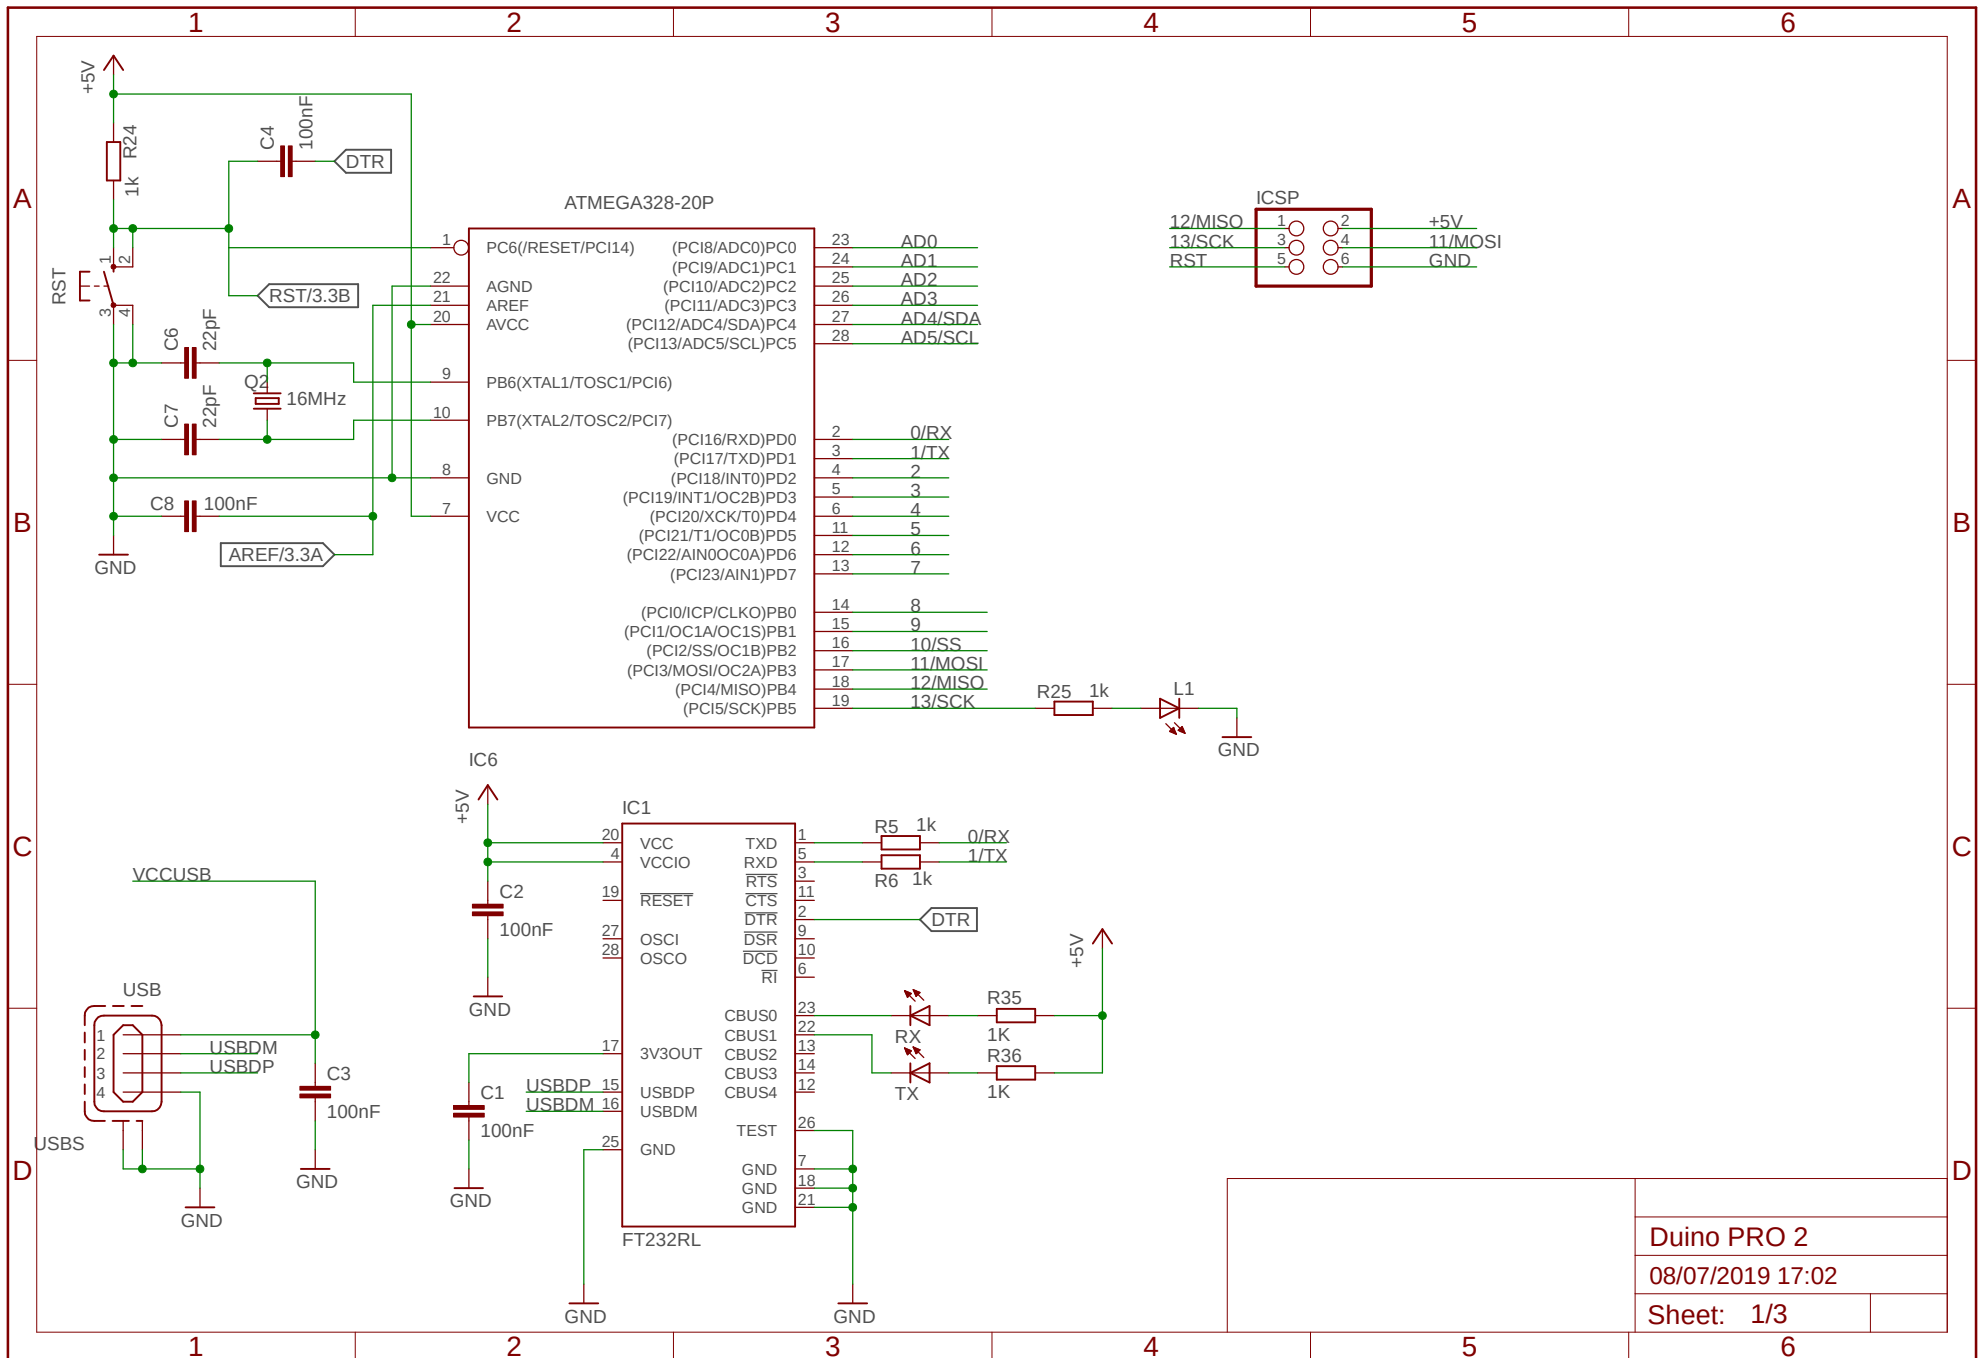 1 2 3 4 5 6
A A
B B
C C
D D
+5V
R24
1k
C4
100nF
DTR
RST
1
2
3
4
RST/3.3B
C6
22pF
Q2
16MHz
C7
22pF
C8 100nF
AREF/3.3A
GND
ATMEGA328-20P
1 PC6(/RESET/PCI14)
22 AGND
21 AREF
20 AVCC
9 PB6(XTAL1/TOSC1/PCI6)
10 PB7(XTAL2/TOSC2/PCI7)
8 GND
7 VCC
(PCI8/ADC0)PC0 23 AD0
(PCI9/ADC1)PC1 24 AD1
(PCI10/ADC2)PC2 25 AD2
(PCI11/ADC3)PC3 26 AD3
(PCI12/ADC4/SDA)PC4 27 AD4/SDA
(PCI13/ADC5/SCL)PC5 28 AD5/SCL
(PCI16/RXD)PD0 2 0/RX
(PCI17/TXD)PD1 3 1/TX
(PCI18/INT0)PD2 4 2
(PCI19/INT1/OC2B)PD3 5 3
(PCI20/XCK/T0)PD4 6 4
(PCI21/T1/OC0B)PD5 11 5
(PCI22/AIN0OC0A)PD6 12 6
(PCI23/AIN1)PD7 13 7
(PCI0/ICP/CLKO)PB0 14 8
(PCI1/OC1A/OC1S)PB1 15 9
(PCI2/SS/OC1B)PB2 16 10/SS
(PCI3/MOSI/OC2A)PB3 17 11/MOSI
(PCI4/MISO)PB4 18 12/MISO
(PCI5/SCK)PB5 19 13/SCK
IC6
R25 1k
L1
GND
ICSP
12/MISO 1 2 +5V
13/SCK 3 4 11/MOSI
RST 5 6 GND
+5V
C2
100nF
GND
IC1
20 VCC
4 VCCIO
19 RESET
27 OSCI
28 OSCO
17 3V3OUT
USBDP 15 USBDP
USBDM 16 USBDM
25 GND
TXD 1
RXD 5
RTS 3
CTS 11
DTR 2
DSR 9
DCD 10
RI 6
CBUS0 23
CBUS1 22
CBUS2 13
CBUS3 14
CBUS4 12
TEST 26
GND 7
GND 18
GND 21
FT232RL
R5 1k 0/RX
R6 1k 1/TX
DTR
+5V
RX
R35
1K
TX
R36
1K
C1
100nF
GND
GND
GND
VCCUSB
USB
1
2 USBDM
3 USBDP
4
USBS
C3
100nF
GND
GND
Duino PRO 2
08/07/2019 17:02
Sheet: 1/3
1 2 3 4 5 6